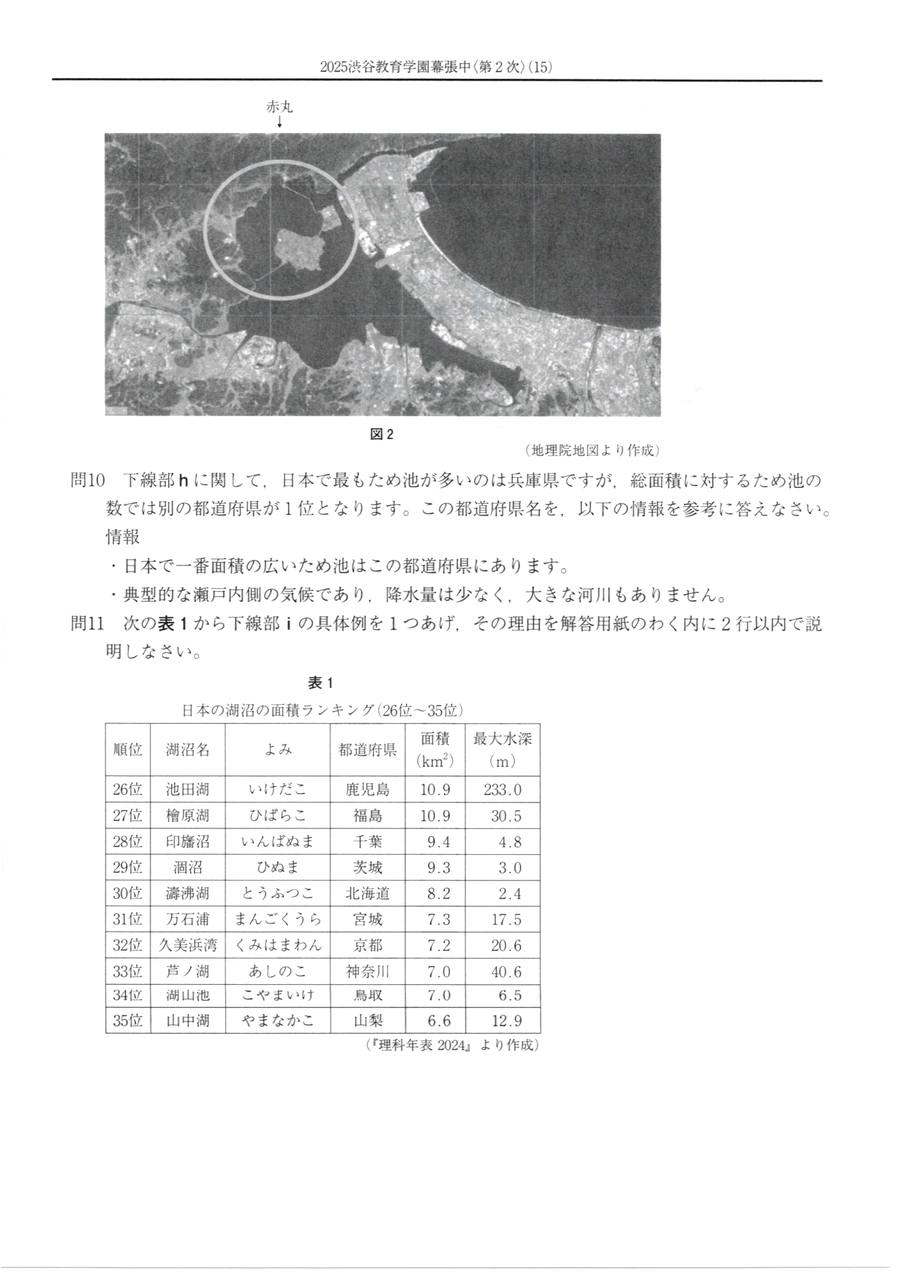 2025渋谷教育学園幕張中〈第2次〉(15)
赤丸
↓
図2
(地理院地図より作成)
問10 下線部hに関して，日本で最もため池が多いのは兵庫県ですが，総面積に対するため池の
数では別の都道府県が1位となります。この都道府県名を，以下の情報を参考に答えなさい。
情報
・日本で一番面積の広いため池はこの都道府県にあります。
・典型的な瀬戸内側の気候であり，降水量は少なく，大きな河川もありません。
問11 次の表1から下線部iの具体例を1つあげ，その理由を解答用紙のわく内に2行以内で説
明しなさい。
表1
日本の湖沼の面積ランキング(26位〜35位)
順位 湖沼名 よみ 都道府県 面積(km²) 最大水深(m)
26位 池田湖 いけだこ 鹿児島 10.9 233.0
27位 檜原湖 ひばらこ 福島 10.9 30.5
28位 印旛沼 いんばぬま 千葉 9.4 4.8
29位 涸沼 ひぬま 茨城 9.3 3.0
30位 濤沸湖 とうふつこ 北海道 8.2 2.4
31位 万石浦 まんごくうら 宮城 7.3 17.5
32位 久美浜湾 くみはまわん 京都 7.2 20.6
33位 芦ノ湖 あしのこ 神奈川 7.0 40.6
34位 湖山池 こやまいけ 鳥取 7.0 6.5
35位 山中湖 やまなかこ 山梨 6.6 12.9
(『理科年表 2024』より作成)